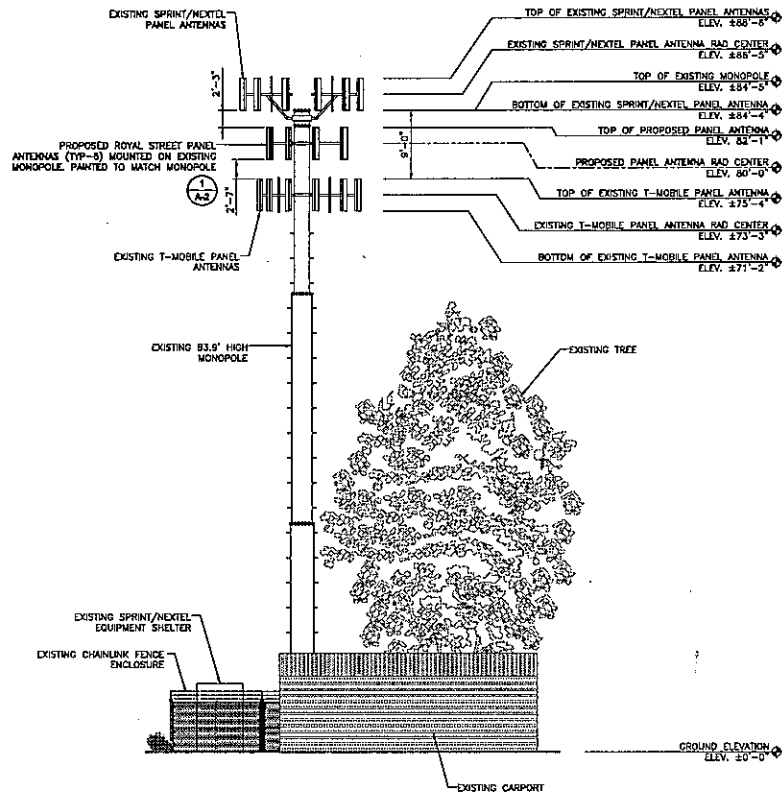 EXISTING SPRINT/NEXTEL
PANEL ANTENNAS
2'-3"
PROPOSED ROYAL STREET PANEL
ANTENNAS (TYP-6) MOUNTED ON EXISTING
MONOPOLE. PAINTED TO MATCH MONOPOLE
1
A-2
2'-7"
EXISTING T-MOBILE PANEL
ANTENNAS
9'-0"
TOP OF EXISTING SPRINT/NEXTEL PANEL ANTENNAS
ELEV. ±88'-6"
EXISTING SPRINT/NEXTEL PANEL ANTENNA RAD CENTER
ELEV. ±86'-5"
TOP OF EXISTING MONOPOLE
ELEV. ±84'-5"
BOTTOM OF EXISTING SPRINT/NEXTEL PANEL ANTENNA
ELEV. ±84'-4"
TOP OF PROPOSED PANEL ANTENNA
ELEV. 82'-1"
PROPOSED PANEL ANTENNA RAD CENTER
ELEV. 80'-0"
TOP OF EXISTING T-MOBILE PANEL ANTENNA
ELEV. ±75'-4"
EXISTING T-MOBILE PANEL ANTENNA RAD CENTER
ELEV. ±73'-3"
BOTTOM OF EXISTING T-MOBILE PANEL ANTENNA
ELEV. ±71'-2"
EXISTING 83.9' HIGH
MONOPOLE
EXISTING TREE
EXISTING SPRINT/NEXTEL
EQUIPMENT SHELTER
EXISTING CHAINLINK FENCE
ENCLOSURE
GROUND ELEVATION
ELEV. ±0'-0"
EXISTING CARPORT